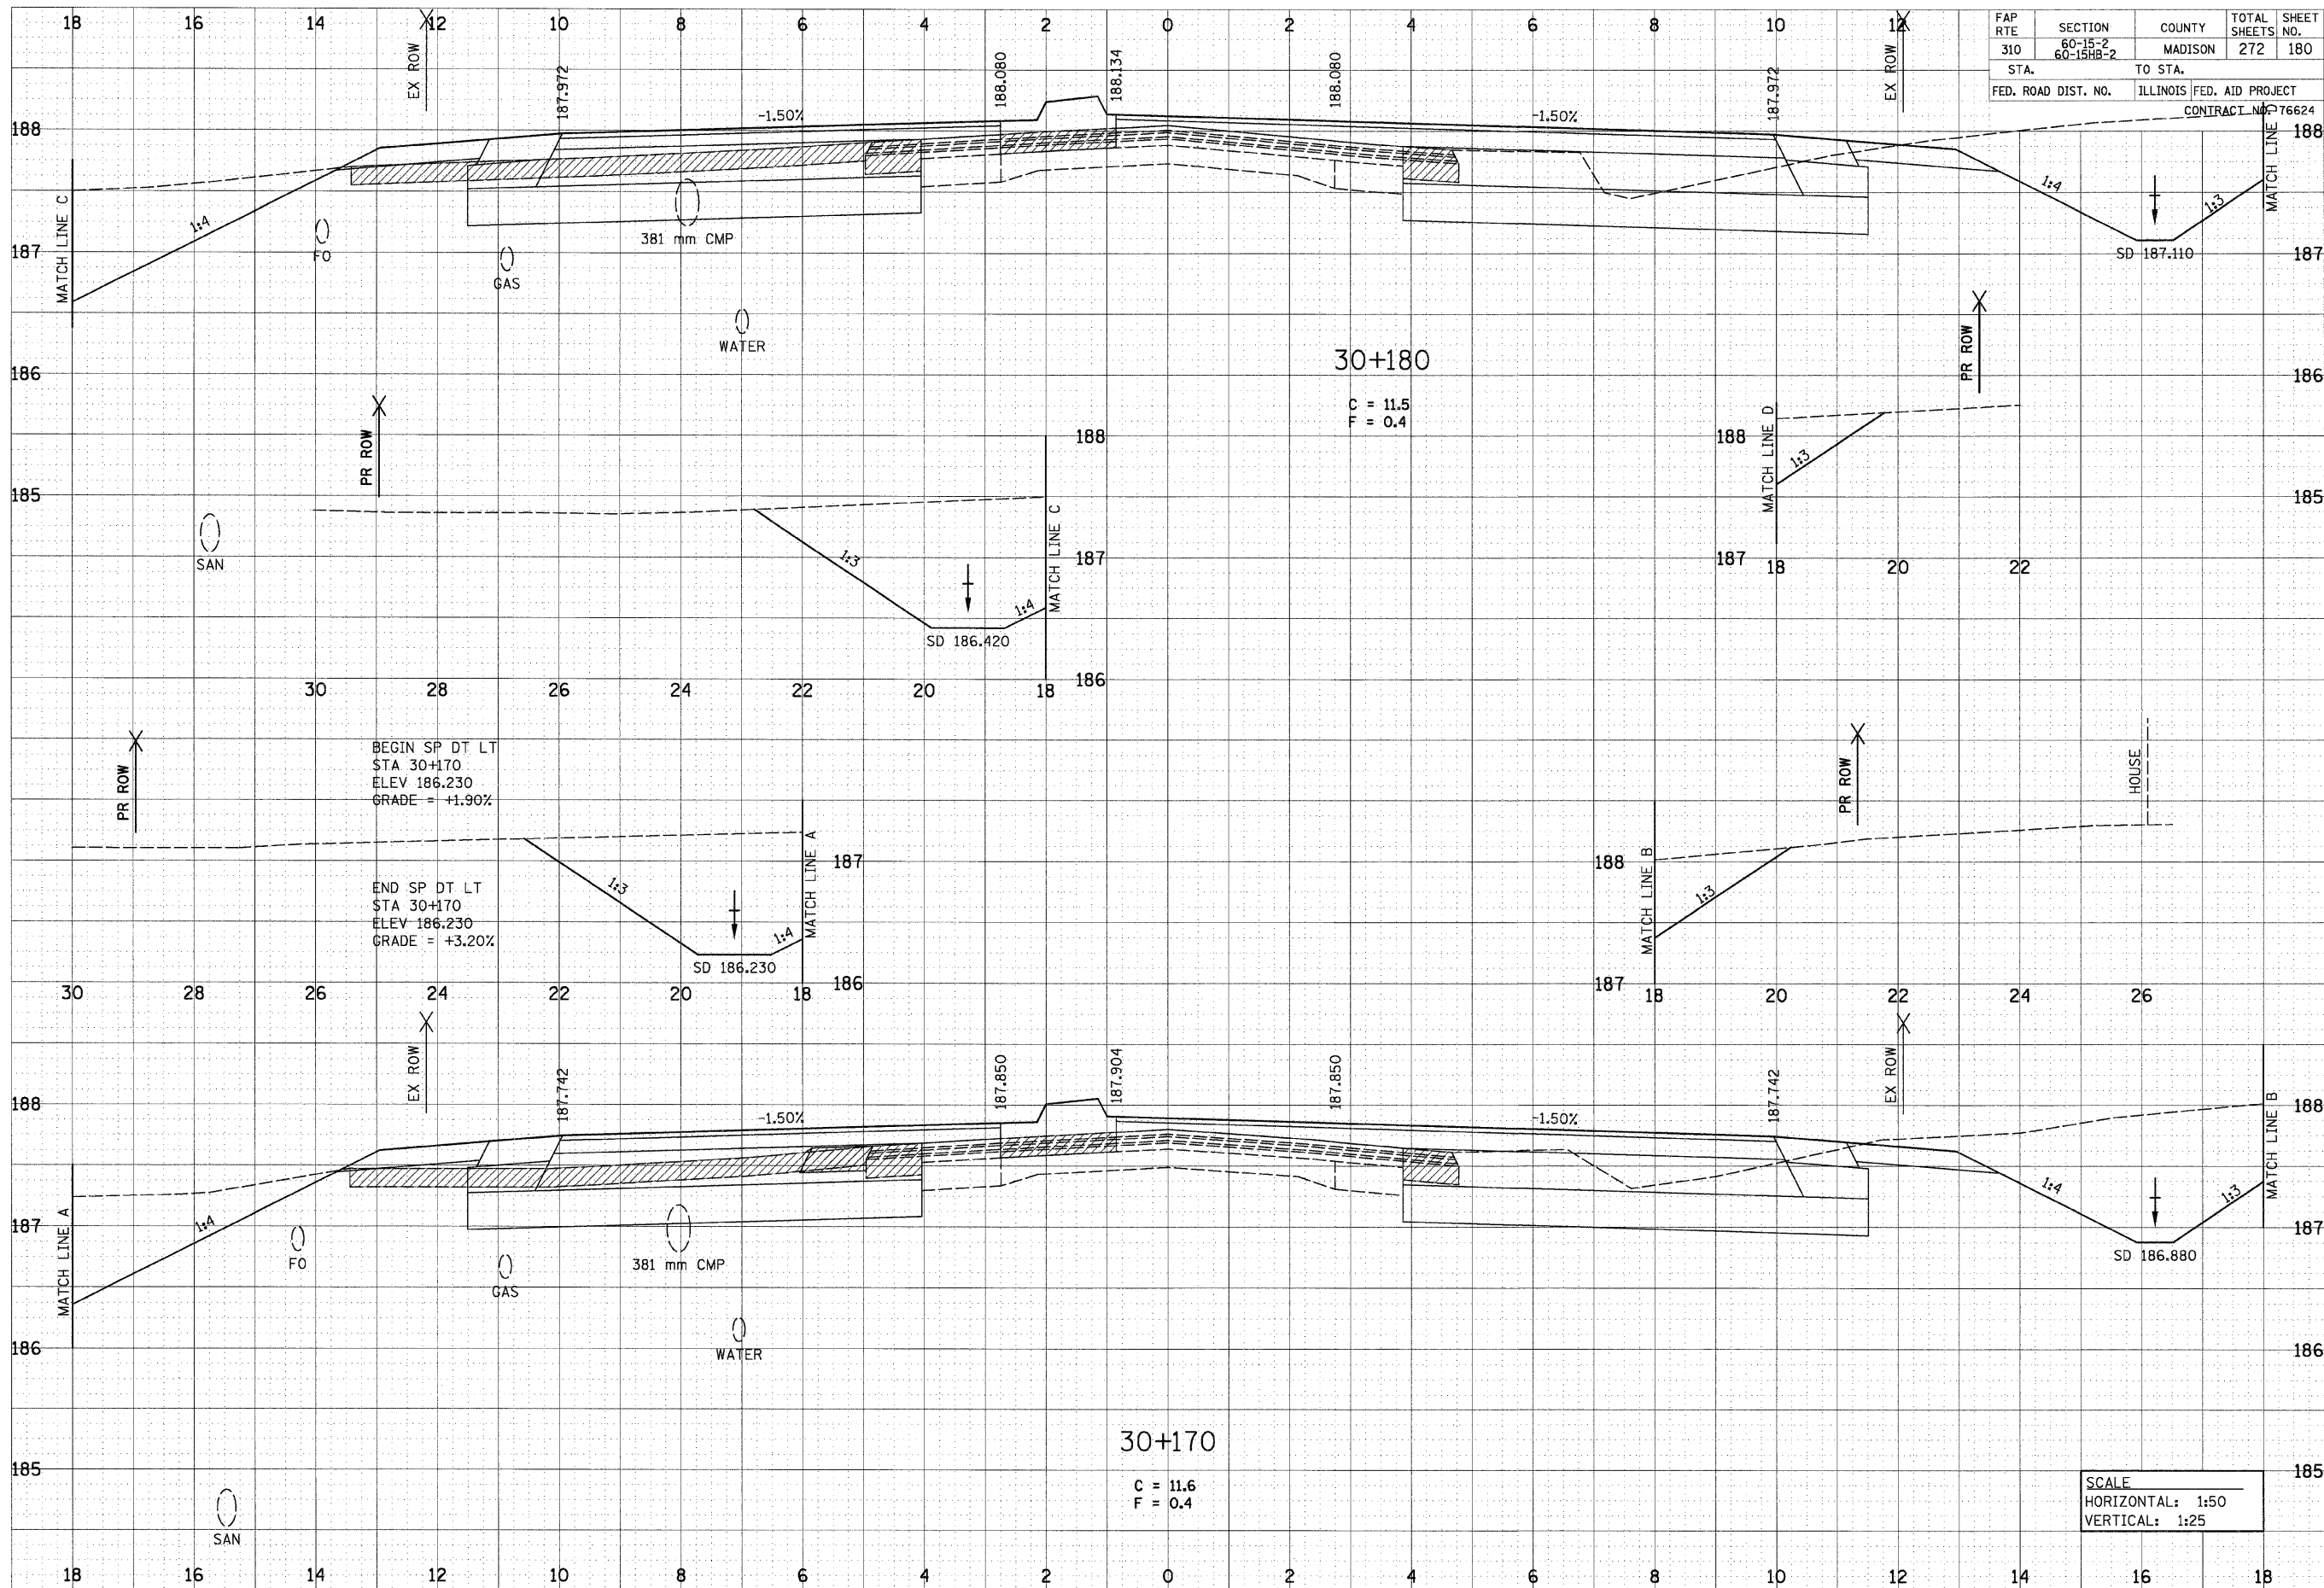 18 16 14 12 10 8 6 4 2 0 2 4 6 8 10 12
FAP RTE SECTION COUNTY TOTAL SHEETS SHEET NO.
310 60-15-2 60-15HB-2 MADISON 272 180
STA. TO STA.
FED. ROAD DIST. NO. ILLINOIS FED. AID PROJECT
CONTRACT NO. 76624
EX ROW
187.972
188.080
188.134
188.080
187.972
EX ROW
-1.50%
-1.50%
188
188
MATCH LINE C
1:4
FO
GAS
381 mm CMP
WATER
1:4
1:3
SD 187.110
MATCH LINE D
187
187
186
186
185
185
30+180
C = 11.5
F = 0.4
PR ROW
PR ROW
SAN
1:3
1:4
SD 186.420
MATCH LINE C
188
187
186
30 28 26 24 22 20 18
MATCH LINE D
1:3
188
187
18 20 22
PR ROW
BEGIN SP DT LT
STA 30+170
ELEV 186.230
GRADE = +1.90%
END SP DT LT
STA 30+170
ELEV 186.230
GRADE = +3.20%
1:3
1:4
SD 186.230
MATCH LINE A
187
186
30 28 26 24 22 20 18
PR ROW
HOUSE
MATCH LINE B
1:3
188
187
18 20 22 24 26
EX ROW
187.742
187.850
187.904
187.850
187.742
EX ROW
-1.50%
-1.50%
188
188
MATCH LINE A
1:4
FO
GAS
381 mm CMP
WATER
1:4
1:3
SD 186.880
MATCH LINE B
187
187
186
186
185
185
30+170
C = 11.6
F = 0.4
SAN
SCALE
HORIZONTAL: 1:50
VERTICAL: 1:25
18 16 14 12 10 8 6 4 2 0 2 4 6 8 10 12 14 16 18